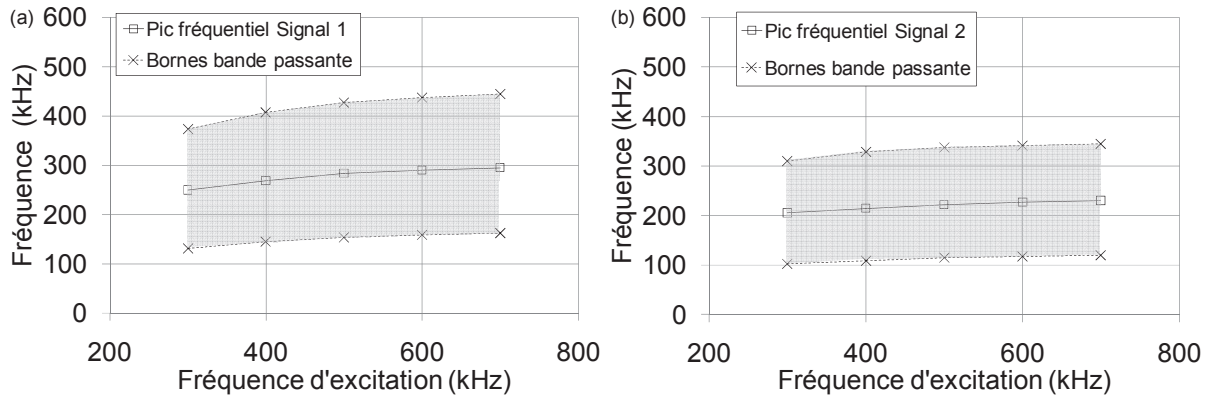 (a)
600
500
400
300
200
100
0
Fréquence (kHz)
Pic fréquentiel Signal 1
Bornes bande passante
200 400 600 800
Fréquence d'excitation (kHz)
(b)
600
500
400
300
200
100
0
Fréquence (kHz)
Pic fréquentiel Signal 2
Bornes bande passante
200 400 600 800
Fréquence d'excitation (kHz)